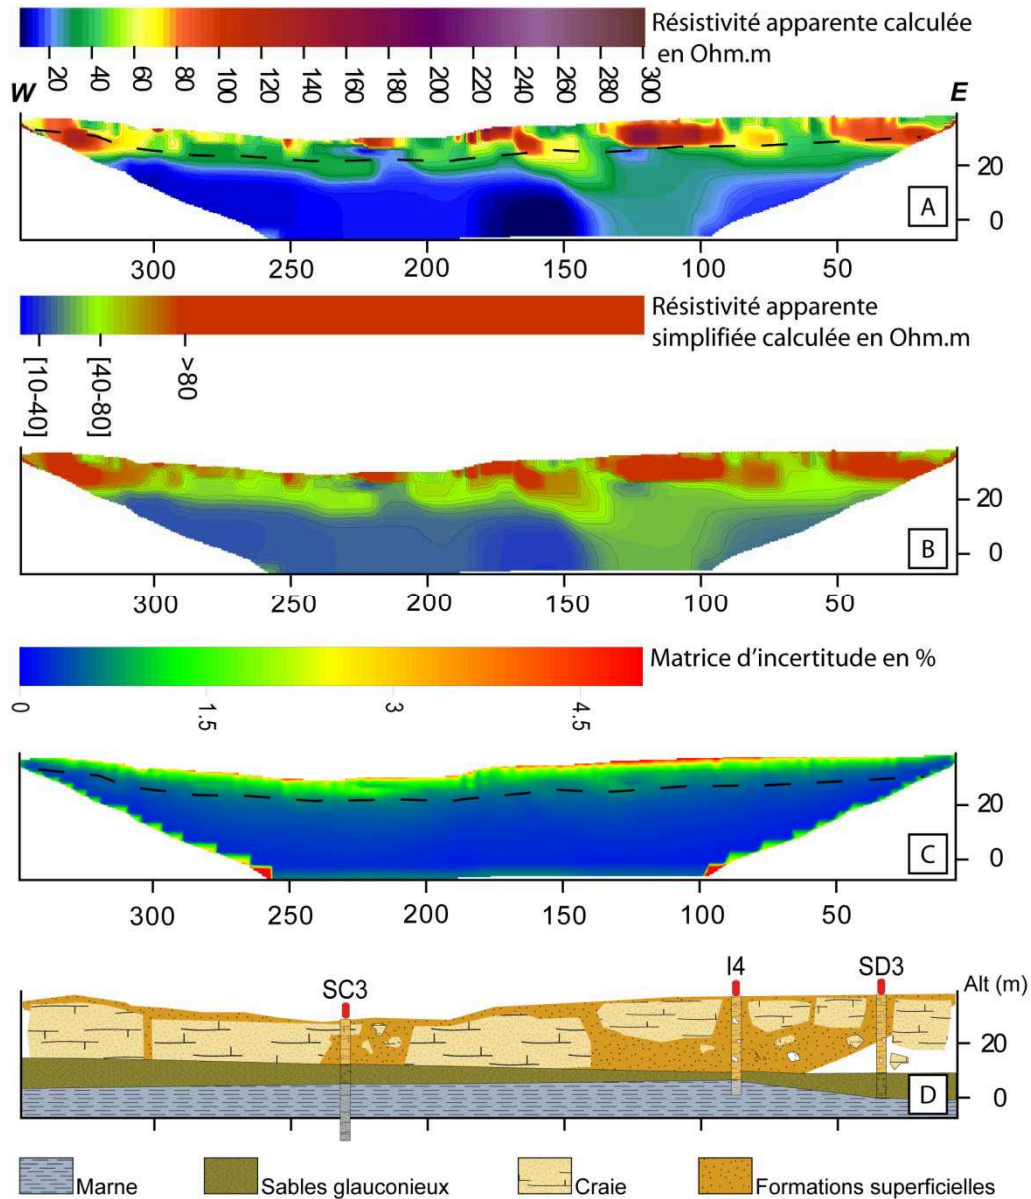 Résistivité apparente calculée
en Ohm.m
20 40 60 80 100 120 140 160 180 200 220 240 260 280 300
W E
20
A
0
300 250 200 150 100 50
Résistivité apparente
simplifiée calculée en Ohm.m
[10-40] [40-80] >80
20
B
0
300 250 200 150 100 50
Matrice d'incertitude en %
0 1.5 3 4.5
20
C
0
300 250 200 150 100 50
SC3 I4 SD3 Alt (m)
20
D
0
Marne Sables glauconieux Craie Formations superficielles